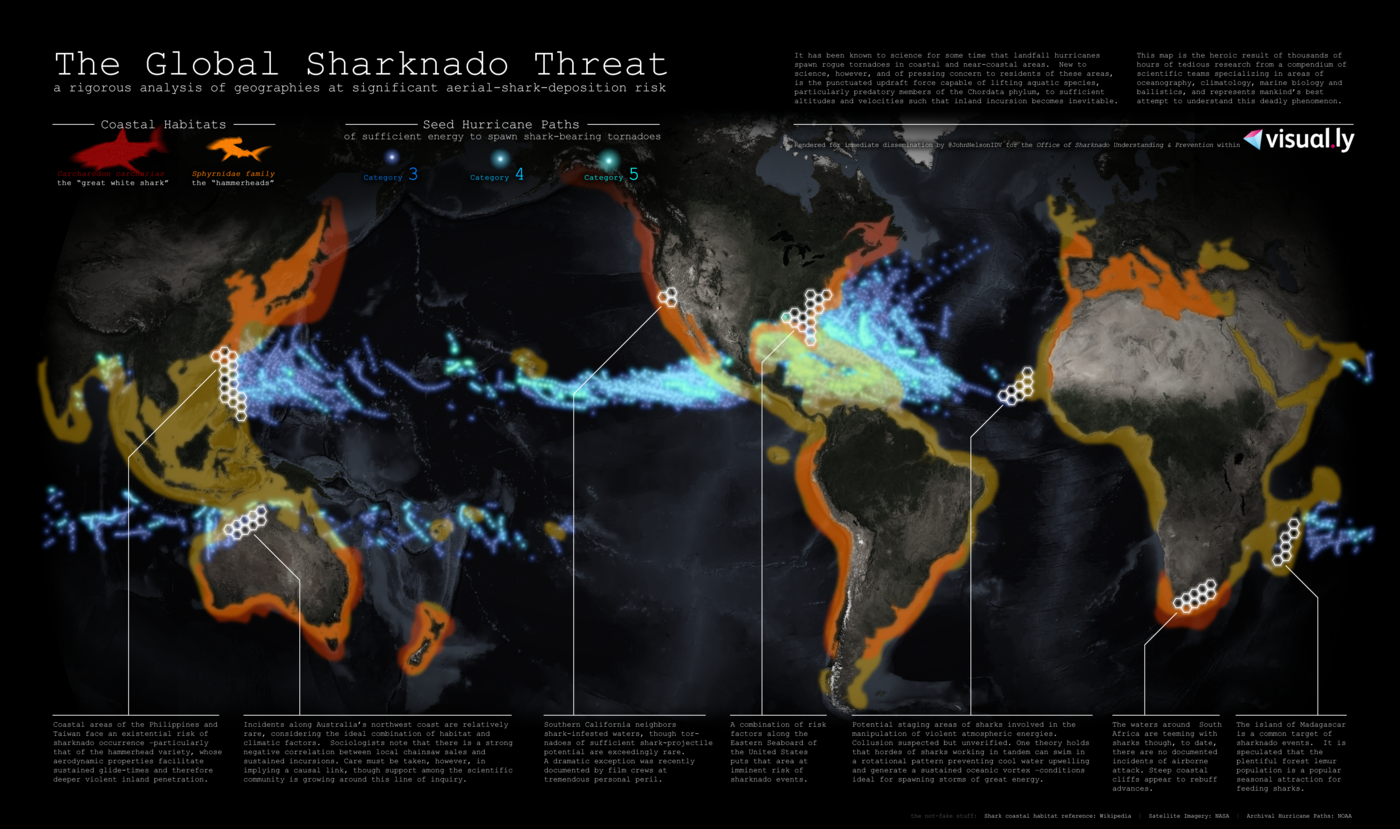 The Global Sharknado Threat
a rigorous analysis of geographies at significant aerial-shark-deposition risk
It has been known to science for some time that landfall hurricanes
spawn rogue tornadoes in coastal and near-coastal areas.  New to
science, however, and of pressing concern to residents of these areas,
is the punctuated updraft force capable of lifting aquatic species,
particularly predatory members of the Chordata phylum, to sufficient
altitudes and velocities such that inland incursion becomes inevitable.
This map is the heroic result of thousands of
hours of tedious research from a compendium of
scientific teams specializing in areas of
oceanography, climatology, marine biology and
ballistics, and represents mankind's best
attempt to understand this deadly phenomenon.
Rendered for immediate dissemination by @JohnNelsonIDV for the Office of Sharknado Understanding & Prevention within
visual.ly
Coastal Habitats
Carcharodon carcharian
the "great white shark"
Sphyrnidae family
the "hammerheads"
Seed Hurricane Paths
of sufficient energy to spawn shark-bearing tornadoes
Category 3
Category 4
Category 5
Coastal areas of the Philippines and
Taiwan face an existential risk of
sharknado occurrence –particularly
that of the hammerhead variety, whose
aerodynamic properties facilitate
sustained glide-times and therefore
deeper violent inland penetration.
Incidents along Australia's northwest coast are relatively
rare, considering the ideal combination of habitat and
climatic factors.  Sociologists note that there is a strong
negative correlation between local chainsaw sales and
sustained incursions. Care must be taken, however, in
implying a causal link, though support among the scientific
community is growing around this line of inquiry.
Southern California neighbors
shark-infested waters, though tor-
nadoes of sufficient shark-projectile
potential are exceedingly rare.
A dramatic exception was recently
documented by film crews at
tremendous personal peril.
A combination of risk
factors along the
Eastern Seaboard of
the United States
puts that area at
imminent risk of
sharknado events.
Potential staging areas of sharks involved in the
manipulation of violent atmospheric energies.
Collusion suspected but unverified. One theory holds
that hordes of sharks working in tandem can swim in
a rotational pattern preventing cool water upwelling
and generate a sustained oceanic vortex –conditions
ideal for spawning storms of great energy.
The waters around  South
Africa are teeming with
sharks though, to date,
there are no documented
incidents of airborne
attack. Steep coastal
cliffs appear to rebuff
advances.
The island of Madagascar
is a common target of
sharknado events.  It is
speculated that the
plentiful forest lemur
population is a popular
seasonal attraction for
feeding sharks.
the not-fake stuff:  Shark coastal habitat reference: Wikipedia  |  Satellite Imagery: NASA  |  Archival Hurricane Paths: NOAA